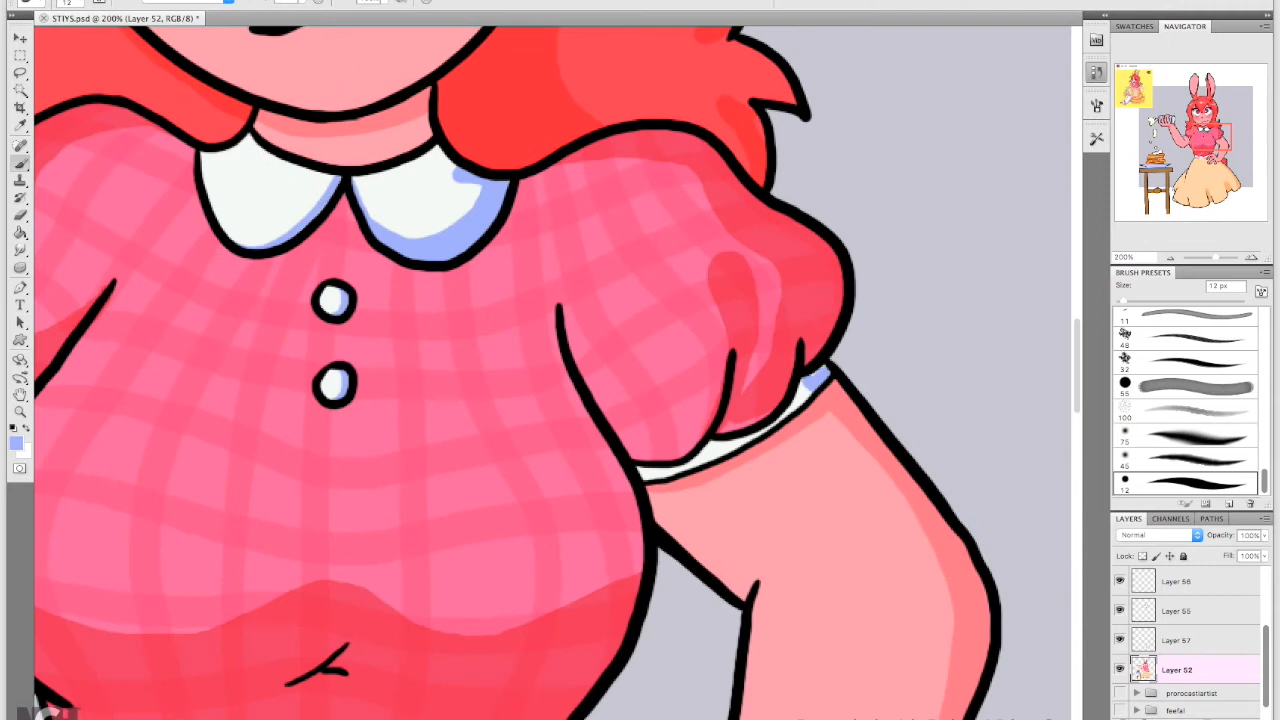 12
STIYS.psd @ 200% (Layer 52, RGB/8) *
SWATCHES NAVIGATOR
200%
BRUSH PRESETS
Size: 12 px
11
48
32
55
100
75
45
12
LAYERS CHANNELS PATHS
Normal Opacity: 100%
Lock: Fill: 100%
Layer 56
Layer 55
Layer 57
Layer 52
prorocastiartist
feefal